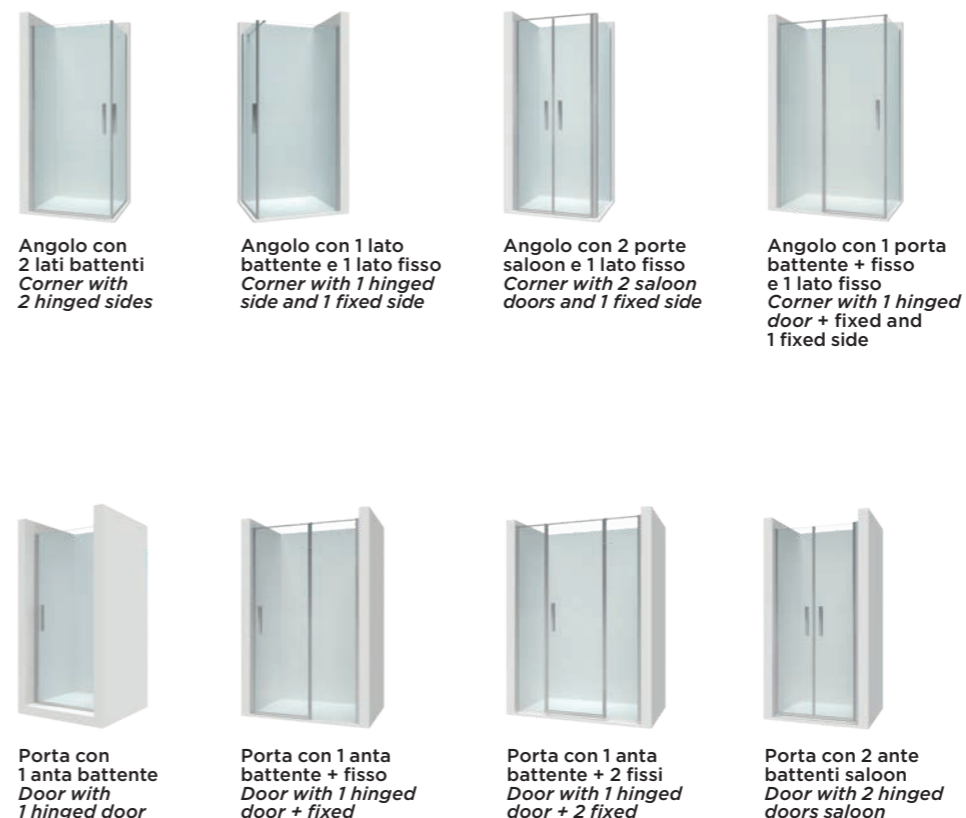 Angolo con
2 lati battenti
Corner with
2 hinged sides
Angolo con 1 lato
battente e 1 lato fisso
Corner with 1 hinged
side and 1 fixed side
Angolo con 2 porte
saloon e 1 lato fisso
Corner with 2 saloon
doors and 1 fixed side
Angolo con 1 porta
battente + fisso
e 1 lato fisso
Corner with 1 hinged
door + fixed and
1 fixed side
Porta con
1 anta battente
Door with
1 hinged door
Porta con 1 anta
battente + fisso
Door with 1 hinged
door + fixed
Porta con 1 anta
battente + 2 fissi
Door with 1 hinged
door + 2 fixed
Porta con 2 ante
battenti saloon
Door with 2 hinged
doors saloon